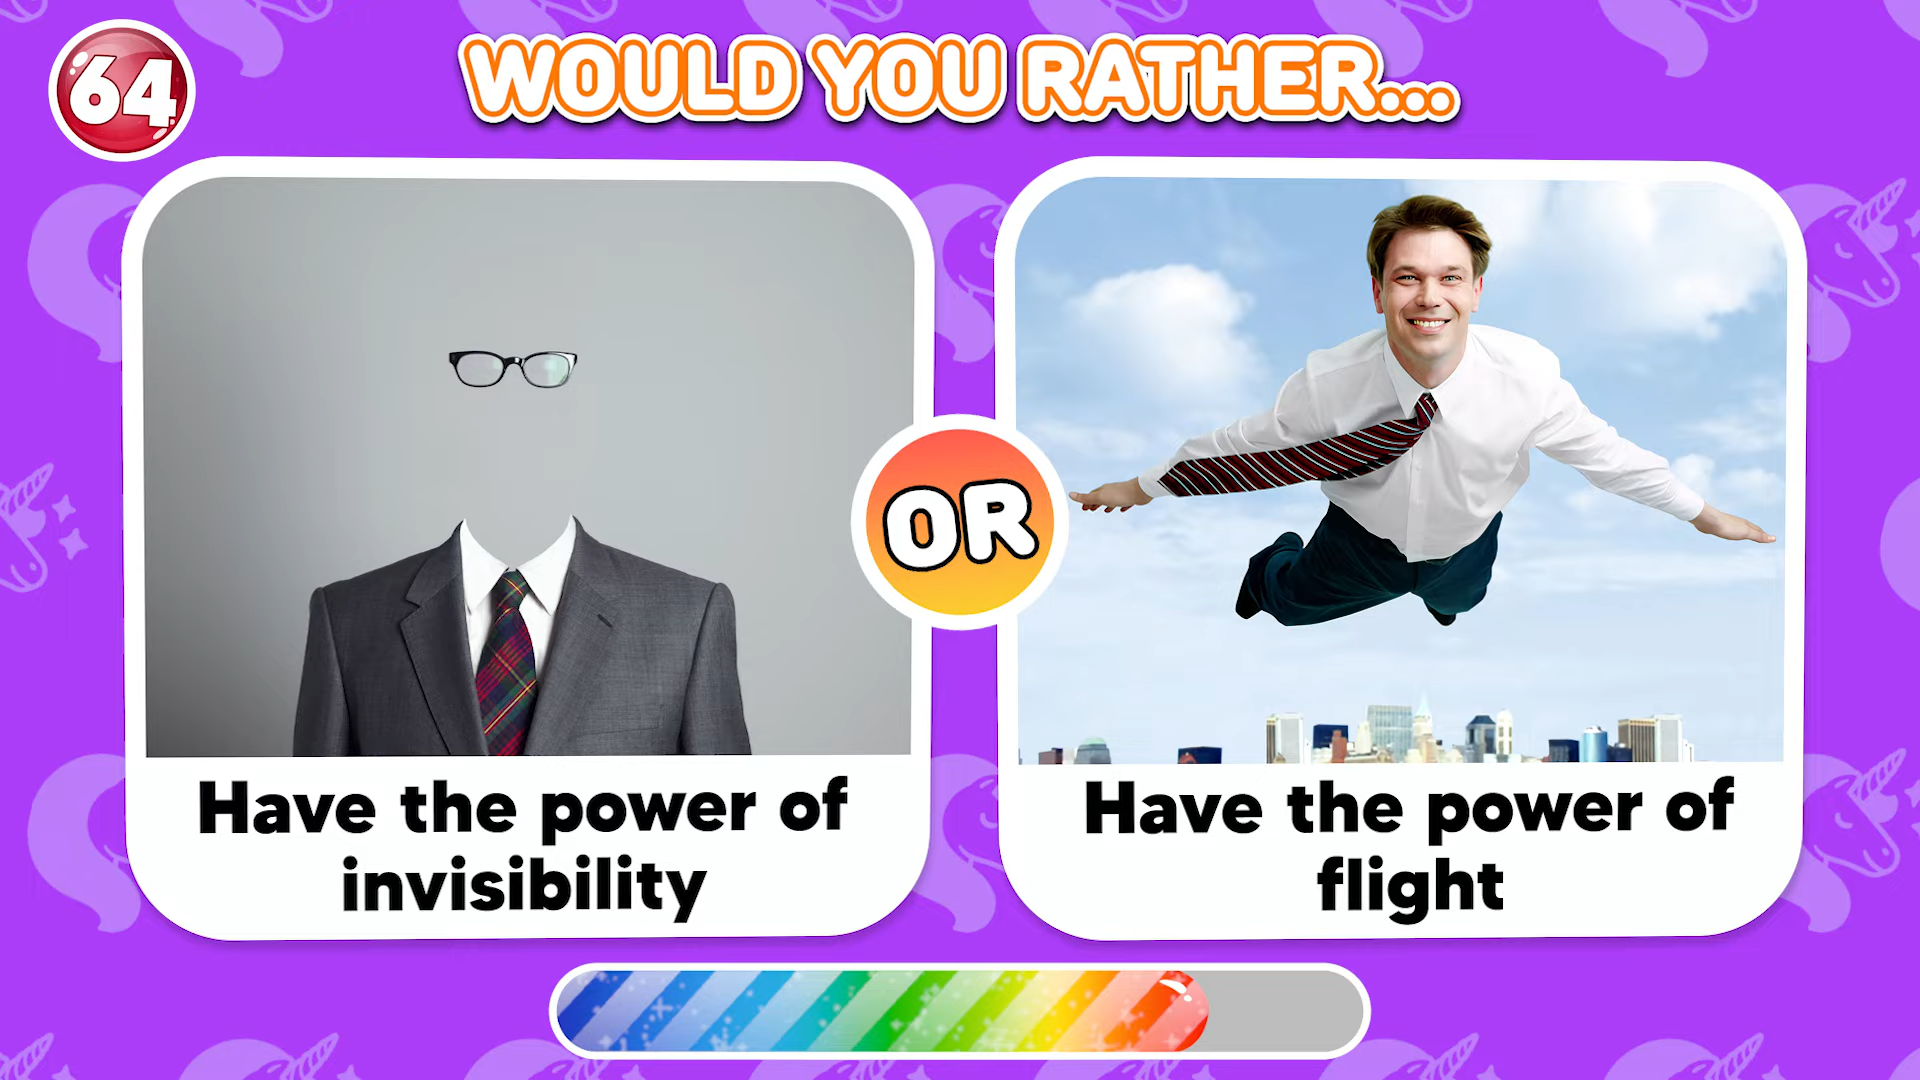 64
WOULD YOU RATHER...
OR
Have the power of
invisibility
Have the power of
flight